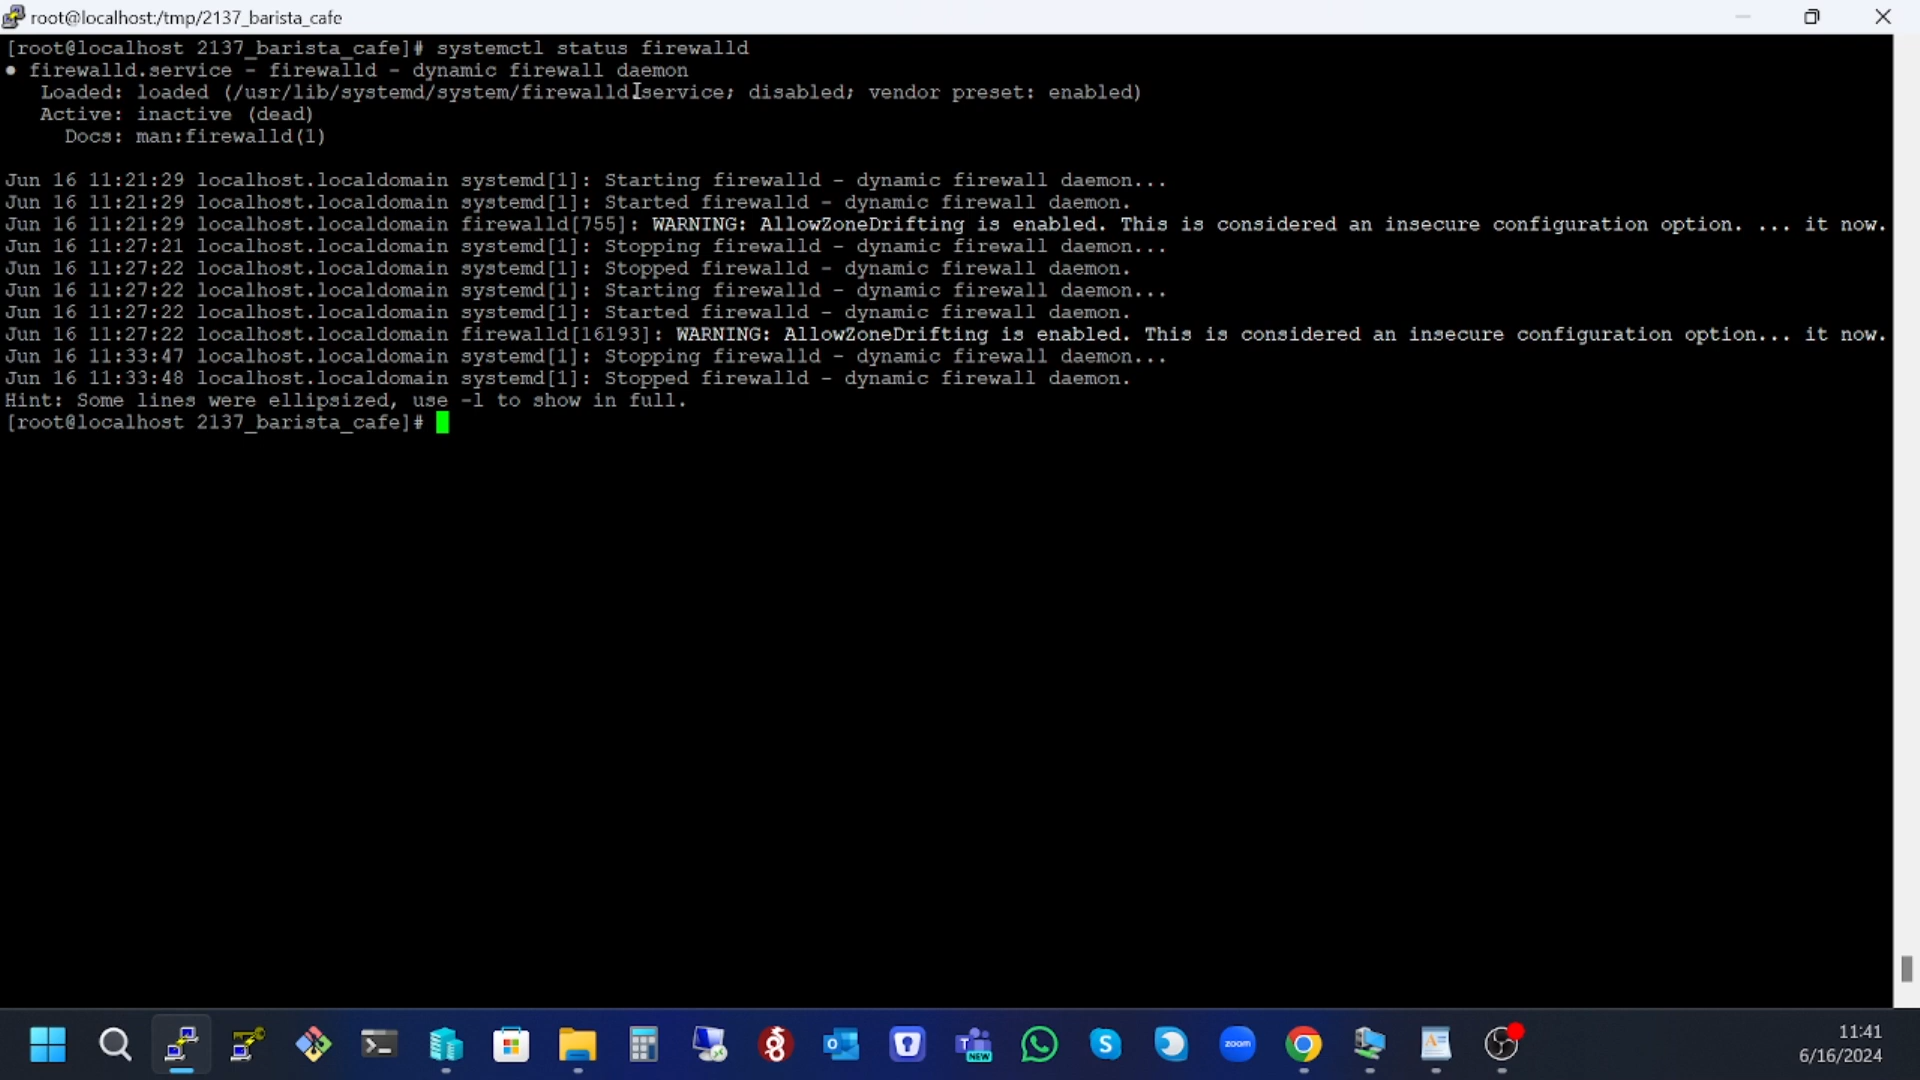 root@localhost:/tmp/2137_barista_cafe
[root@localhost 2137_barista_cafe]# systemctl status firewalld
● firewalld.service - firewalld - dynamic firewall daemon
Loaded: loaded (/usr/lib/systemd/system/firewalld.service; disabled; vendor preset: enabled)
Active: inactive (dead)
Docs: man:firewalld(1)
Jun 16 11:21:29 localhost.localdomain systemd[1]: Starting firewalld - dynamic firewall daemon...
Jun 16 11:21:29 localhost.localdomain systemd[1]: Started firewalld - dynamic firewall daemon.
Jun 16 11:21:29 localhost.localdomain firewalld[755]: WARNING: AllowZoneDrifting is enabled. This is considered an insecure configuration option. ... it now.
Jun 16 11:27:21 localhost.localdomain systemd[1]: Stopping firewalld - dynamic firewall daemon...
Jun 16 11:27:22 localhost.localdomain systemd[1]: Stopped firewalld - dynamic firewall daemon.
Jun 16 11:27:22 localhost.localdomain systemd[1]: Starting firewalld - dynamic firewall daemon...
Jun 16 11:27:22 localhost.localdomain systemd[1]: Started firewalld - dynamic firewall daemon.
Jun 16 11:27:22 localhost.localdomain firewalld[16193]: WARNING: AllowZoneDrifting is enabled. This is considered an insecure configuration option... it now.
Jun 16 11:33:47 localhost.localdomain systemd[1]: Stopping firewalld - dynamic firewall daemon...
Jun 16 11:33:48 localhost.localdomain systemd[1]: Stopped firewalld - dynamic firewall daemon.
Hint: Some lines were ellipsized, use -l to show in full.
[root@localhost 2137_barista_cafe]#
NEW
zoom
11:41
6/16/2024